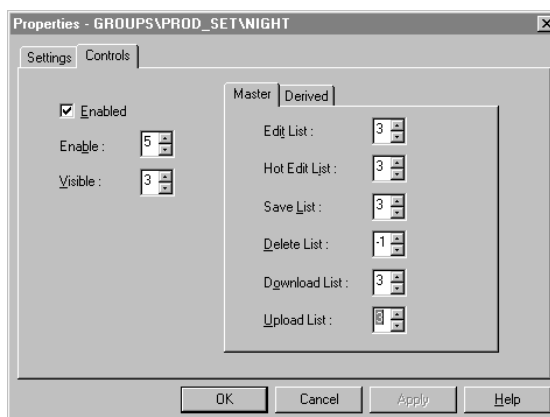 Properties - GROUPS\PROD_SET\NIGHT
Settings Controls
Enabled
Enable : 5
Visible : 3
Master Derived
Edit List : 3
Hot Edit List : 3
Save List : 3
Delete List : -1
Download List : 3
Upload List : 3
OK Cancel Apply Help